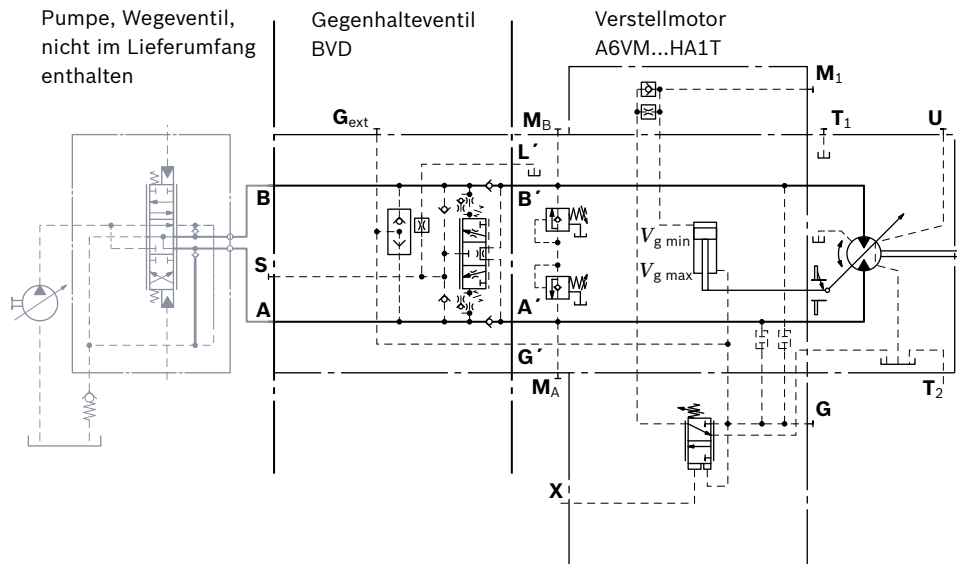 Pumpe, Wegeventil,
nicht im Lieferumfang
enthalten
Gegenhalteventil
BVD
Verstellmotor
A6VM...HA1T
M1
Gext
MB
T1
U
L´
B
B´
S
Vg min
Vg max
A
A´
G´
MA
T2
G
X